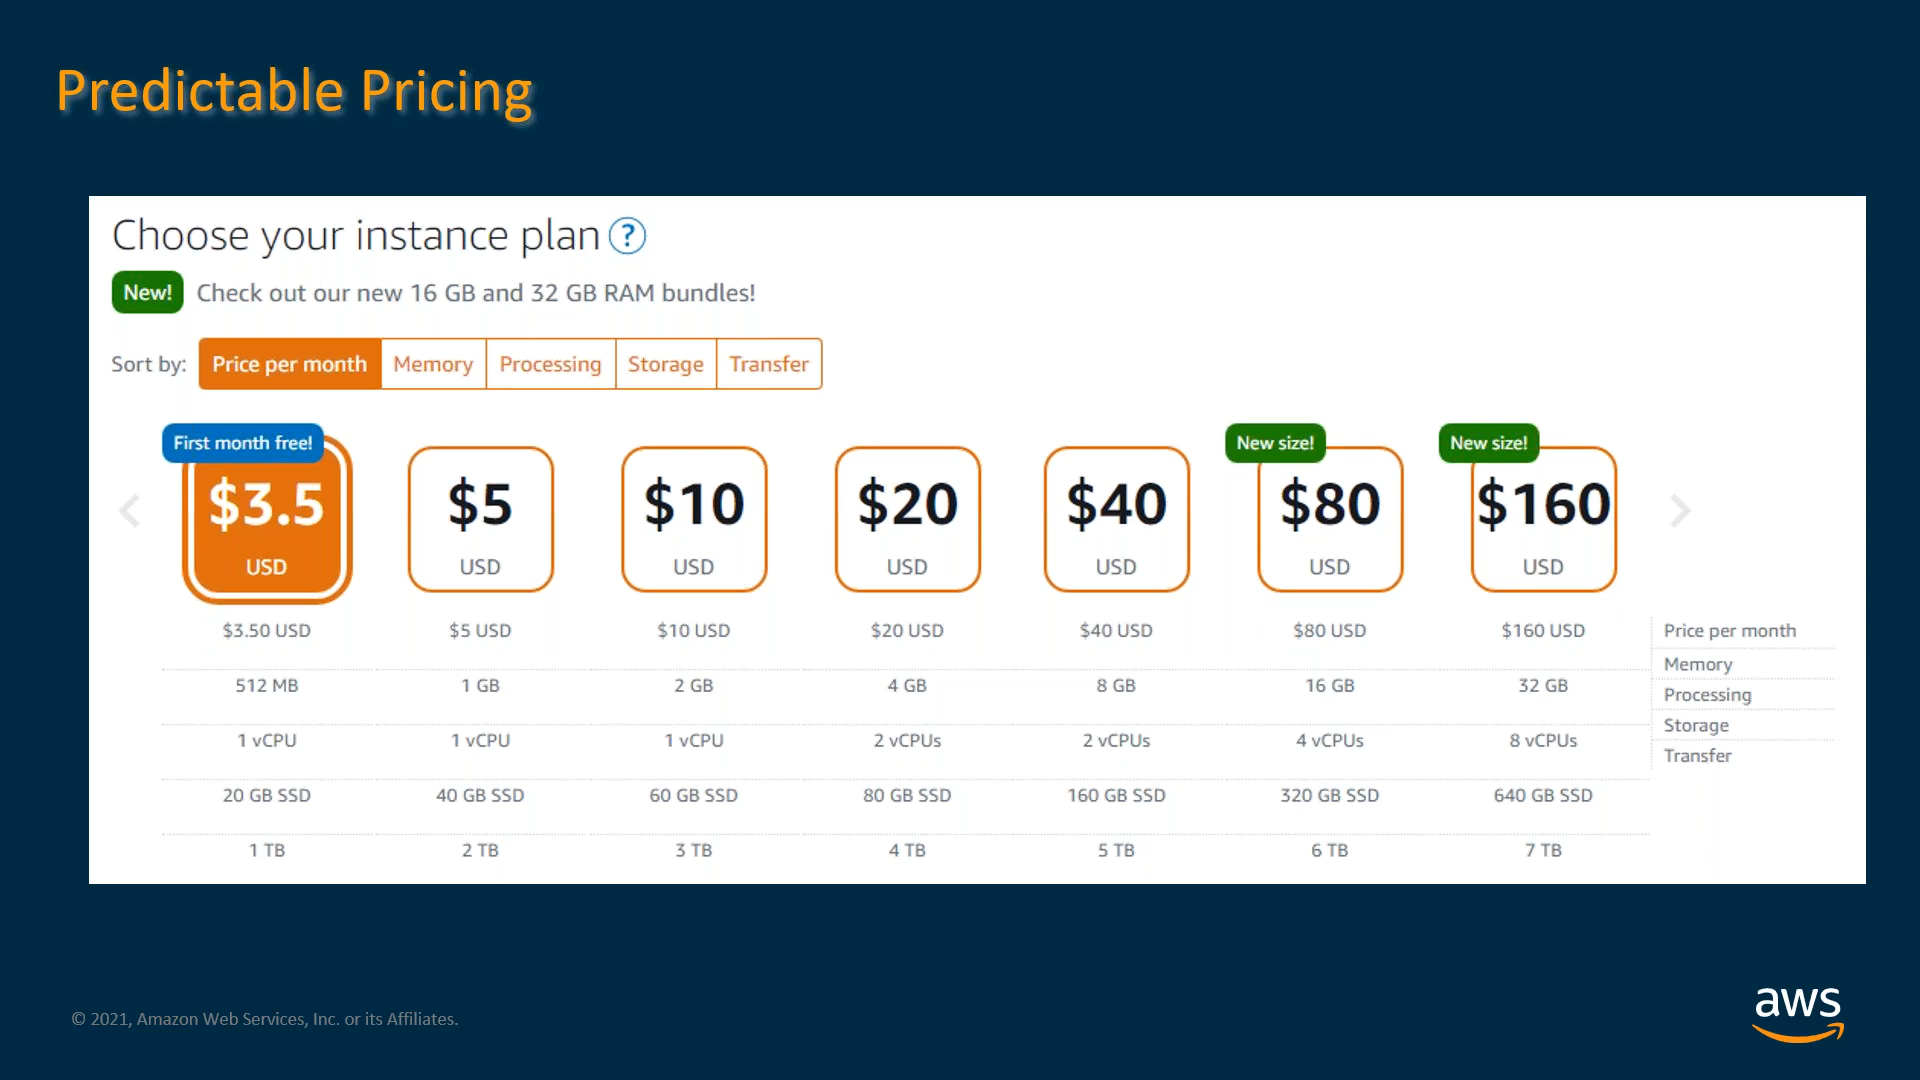 Predictable Pricing
Choose your instance plan ?
New! Check out our new 16 GB and 32 GB RAM bundles!
Sort by: Price per month Memory Processing Storage Transfer
First month free! New size! New size!
$3.5 $5 $10 $20 $40 $80 $160
USD USD USD USD USD USD USD
$3.50 USD $5 USD $10 USD $20 USD $40 USD $80 USD $160 USD Price per month
Memory
512 MB 1 GB 2 GB 4 GB 8 GB 16 GB 32 GB
Processing
Storage
1 vCPU 1 vCPU 1 vCPU 2 vCPUs 2 vCPUs 4 vCPUs 8 vCPUs
Transfer
20 GB SSD 40 GB SSD 60 GB SSD 80 GB SSD 160 GB SSD 320 GB SSD 640 GB SSD
1 TB 2 TB 3 TB 4 TB 5 TB 6 TB 7 TB
© 2021, Amazon Web Services, Inc. or its Affiliates.
aws